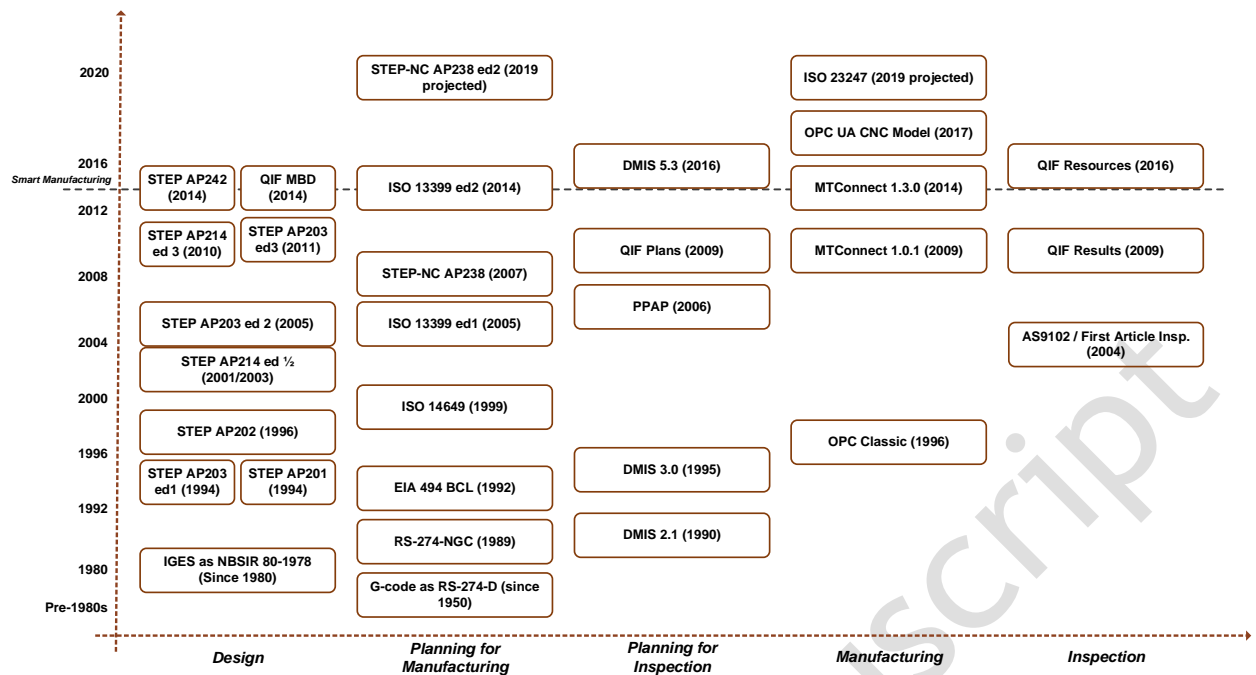 2020
STEP-NC AP238 ed2 (2019
projected)
ISO 23247 (2019 projected)
OPC UA CNC Model (2017)
2016
Smart Manufacturing
STEP AP242
(2014)
QIF MBD
(2014)
ISO 13399 ed2 (2014)
DMIS 5.3 (2016)
MTConnect 1.3.0 (2014)
QIF Resources (2016)
2012
STEP AP214
ed 3 (2010)
STEP AP203
ed3 (2011)
QIF Plans (2009)
MTConnect 1.0.1 (2009)
QIF Results (2009)
2008
STEP-NC AP238 (2007)
PPAP (2006)
STEP AP203 ed 2 (2005)
ISO 13399 ed1 (2005)
AS9102 / First Article Insp.
(2004)
2004
STEP AP214 ed ½
(2001/2003)
2000
ISO 14649 (1999)
STEP AP202 (1996)
OPC Classic (1996)
1996
STEP AP203
ed1 (1994)
STEP AP201
(1994)
EIA 494 BCL (1992)
DMIS 3.0 (1995)
1992
RS-274-NGC (1989)
DMIS 2.1 (1990)
IGES as NBSIR 80-1978
(Since 1980)
1980
G-code as RS-274-D (since
1950)
Pre-1980s
Design
Planning for
Manufacturing
Planning for
Inspection
Manufacturing
Inspection
uscript